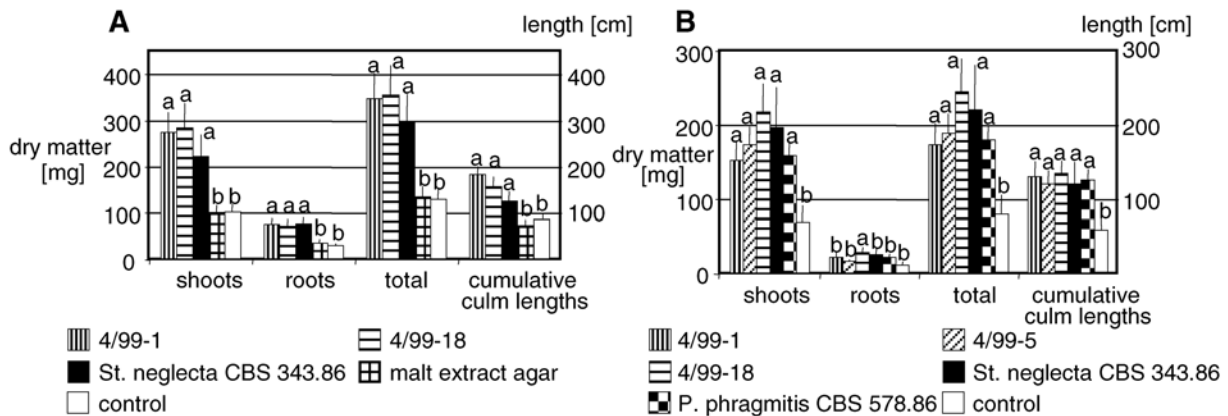 A
length [cm]
400
400
300
300
dry matter
[mg]
200
200
100
100
0
a a a b b
a a a b b
a a a b b
a a a b b
shoots
roots
total
cumulative
culm lengths
4/99-1
4/99-18
St. neglecta CBS 343.86
malt extract agar
control
B
length [cm]
300
300
200
200
dry matter
[mg]
100
100
0
a a a a a b
b b a b b b
a a a a a b
a a a a a b
shoots
roots
total
cumulative
culm lengths
4/99-1
4/99-5
4/99-18
St. neglecta CBS 343.86
P. phragmitis CBS 578.86
control